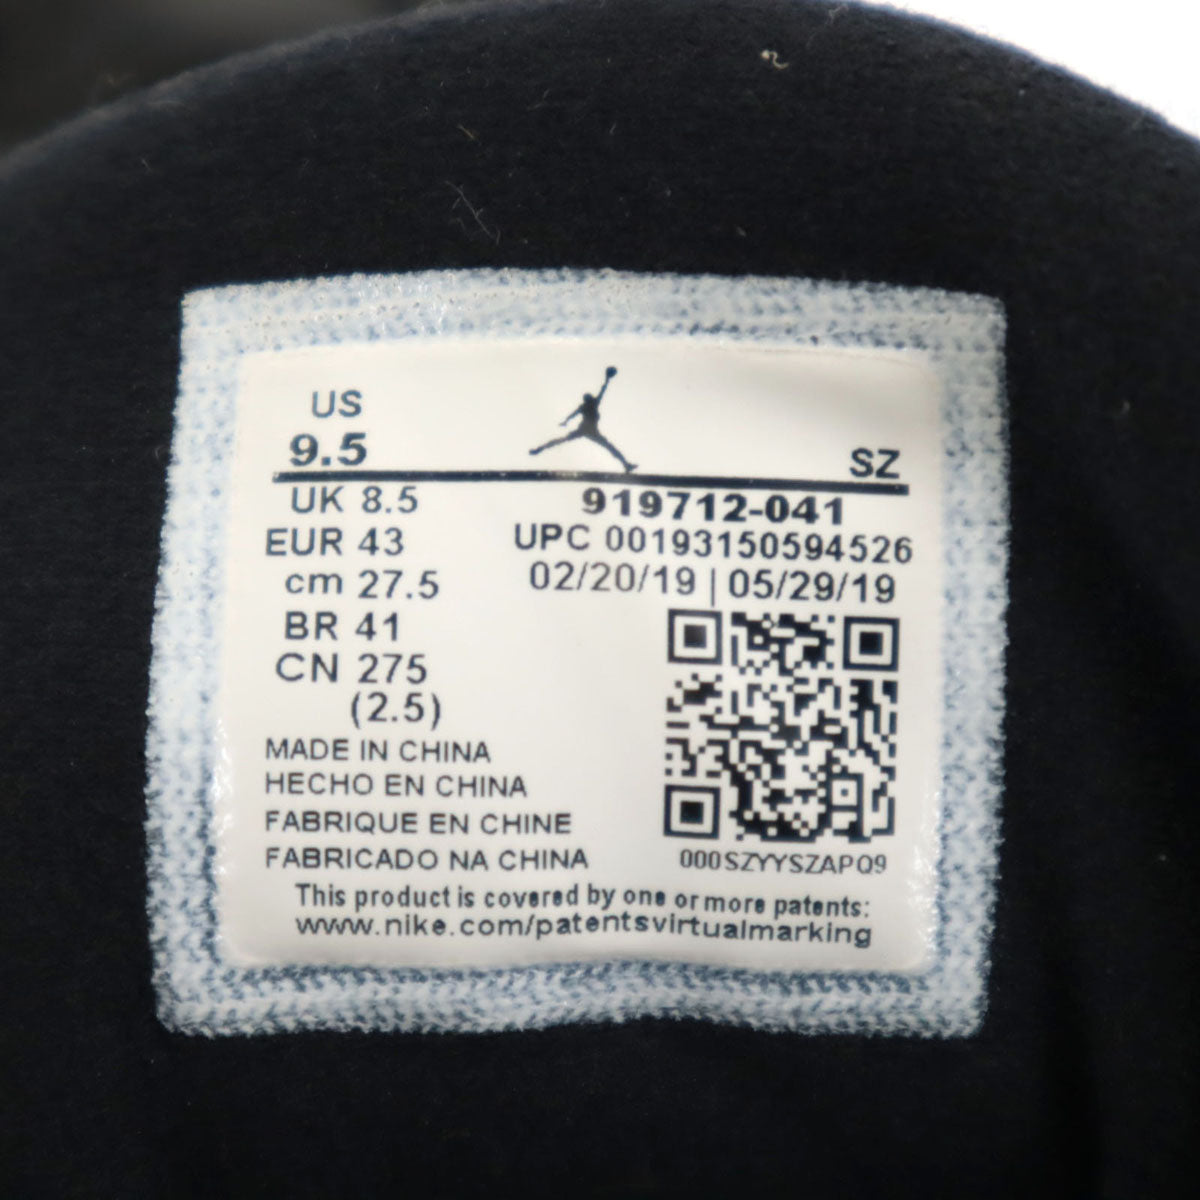 US
9.5
SZ
UK 8.5
919712-041
EUR 43
UPC 00193150594526
cm 27.5
02/20/19 | 05/29/19
BR 41
CN 275
(2.5)
MADE IN CHINA
HECHO EN CHINA
FABRIQUE EN CHINE
FABRICADO NA CHINA
000SZYYSZAPQ9
This product is covered by one or more patents:
www.nike.com/patentsvirtualmarking